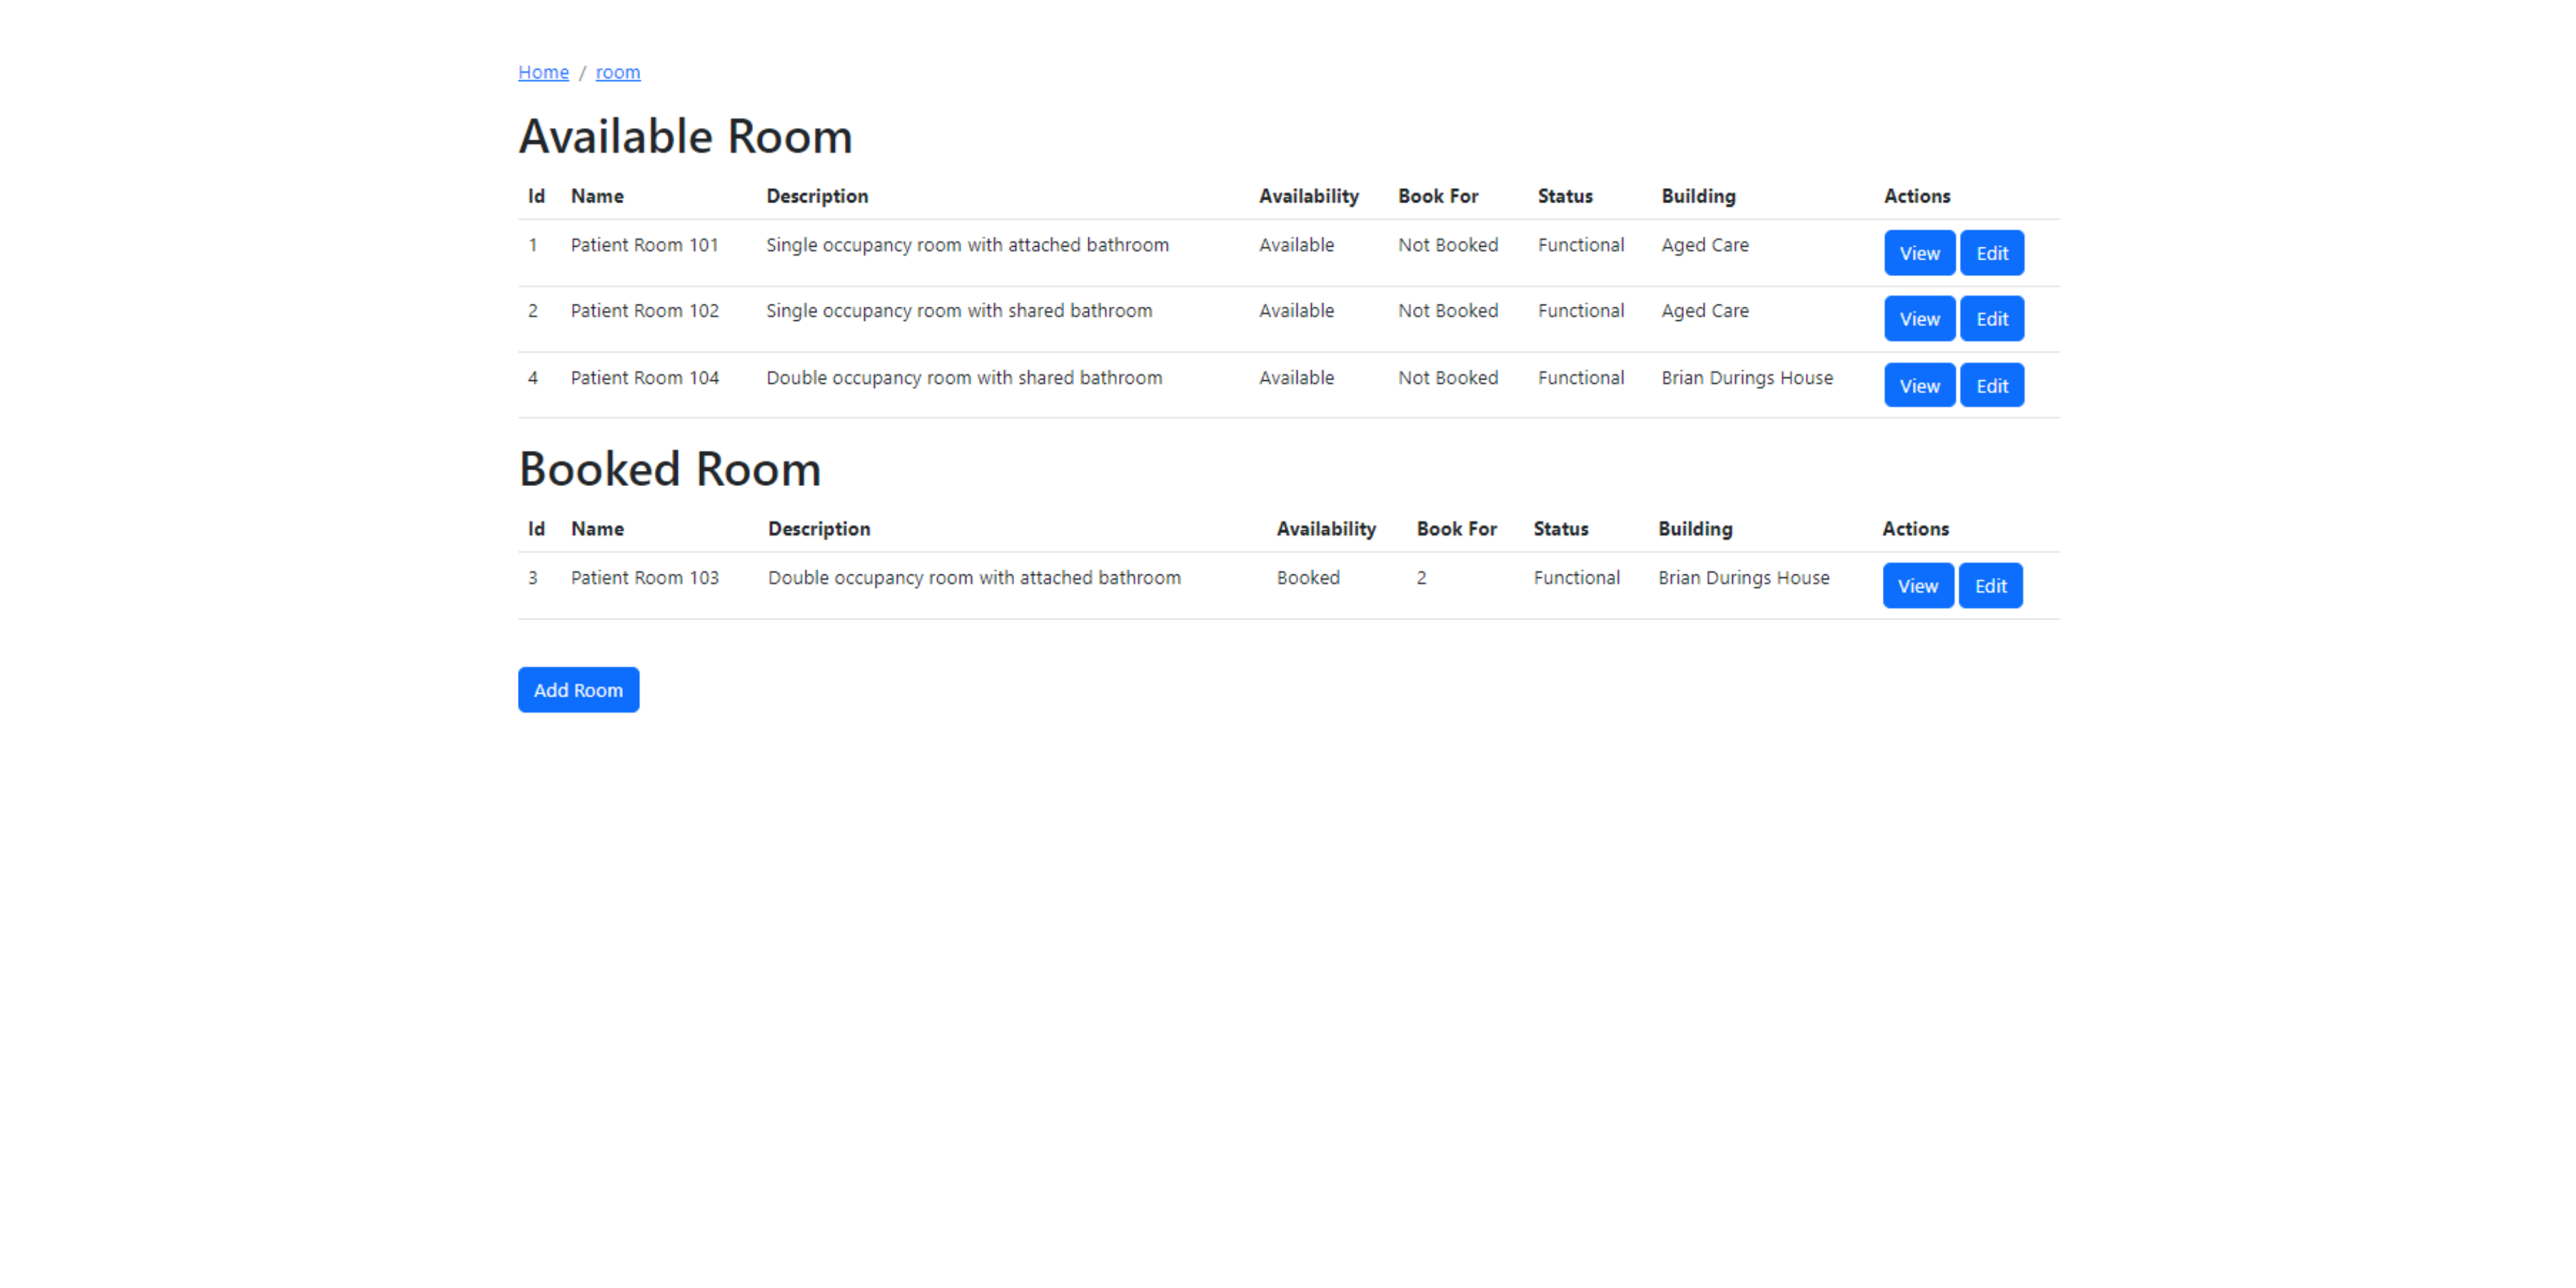 Home / room
Available Room
Id Name Description Availability Book For Status Building Actions
1 Patient Room 101 Single occupancy room with attached bathroom Available Not Booked Functional Aged Care View Edit
2 Patient Room 102 Single occupancy room with shared bathroom Available Not Booked Functional Aged Care View Edit
4 Patient Room 104 Double occupancy room with shared bathroom Available Not Booked Functional Brian Durings House View Edit
Booked Room
Id Name Description Availability Book For Status Building Actions
3 Patient Room 103 Double occupancy room with attached bathroom Booked 2 Functional Brian Durings House View Edit
Add Room